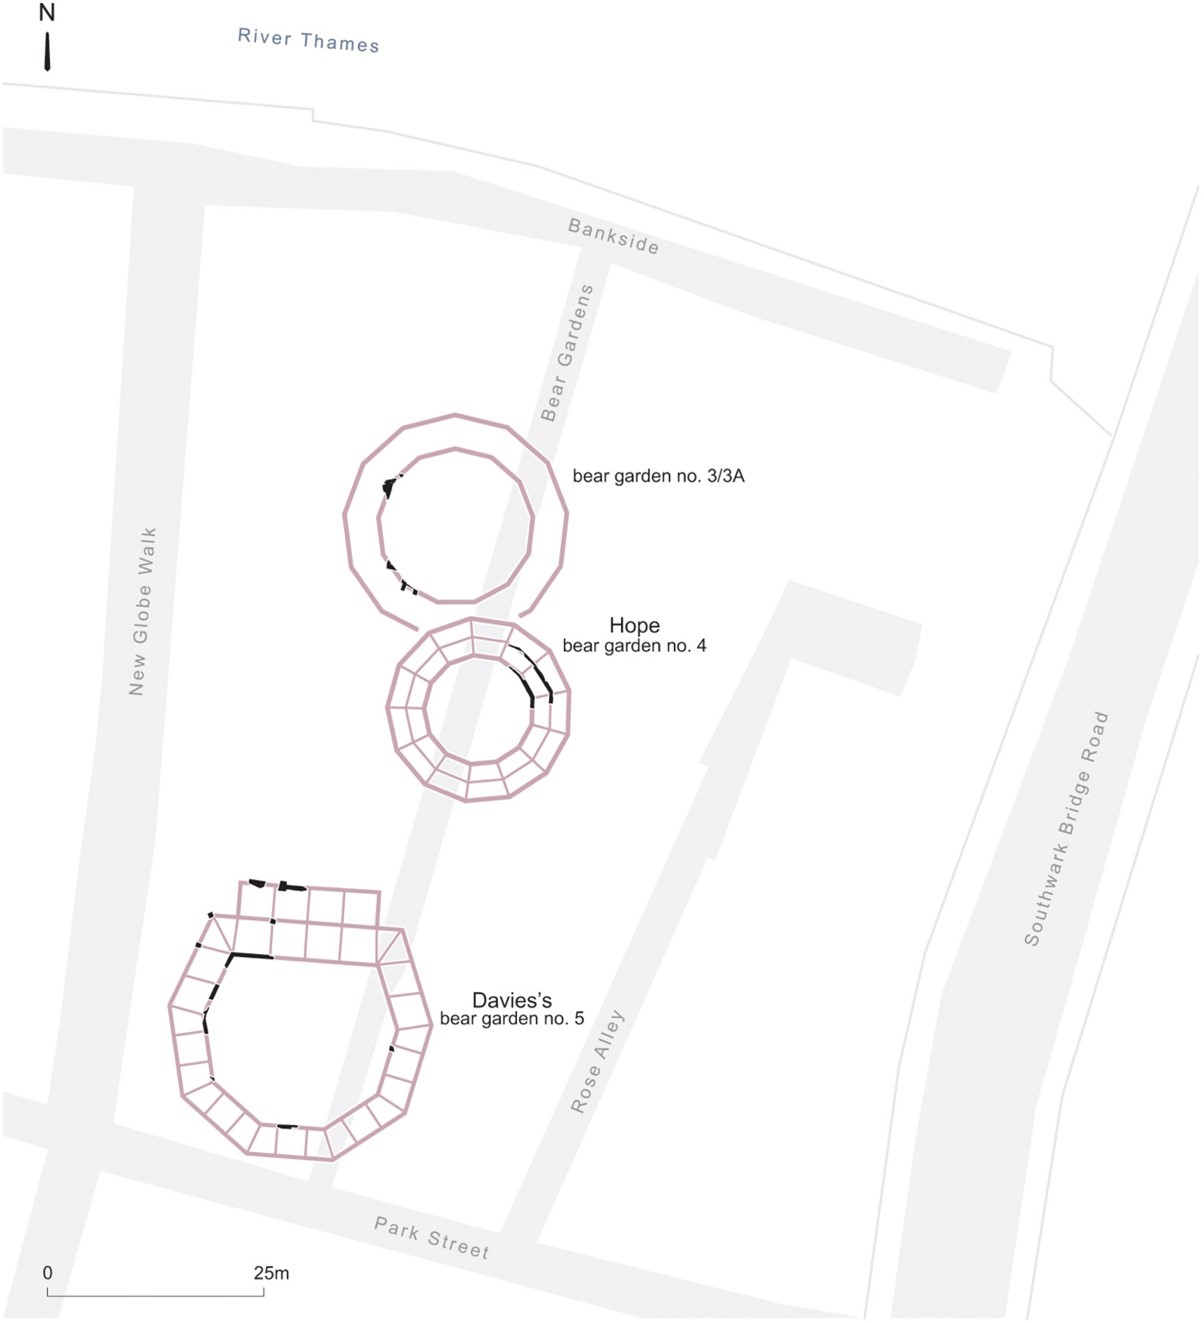 N
River Thames
Bankside
Bear Gardens
bear garden no. 3/3A
New Globe Walk
Hope
bear garden no. 4
Southwark Bridge Road
Davies’s
bear garden no. 5
Rose Alley
Park Street
0 25m